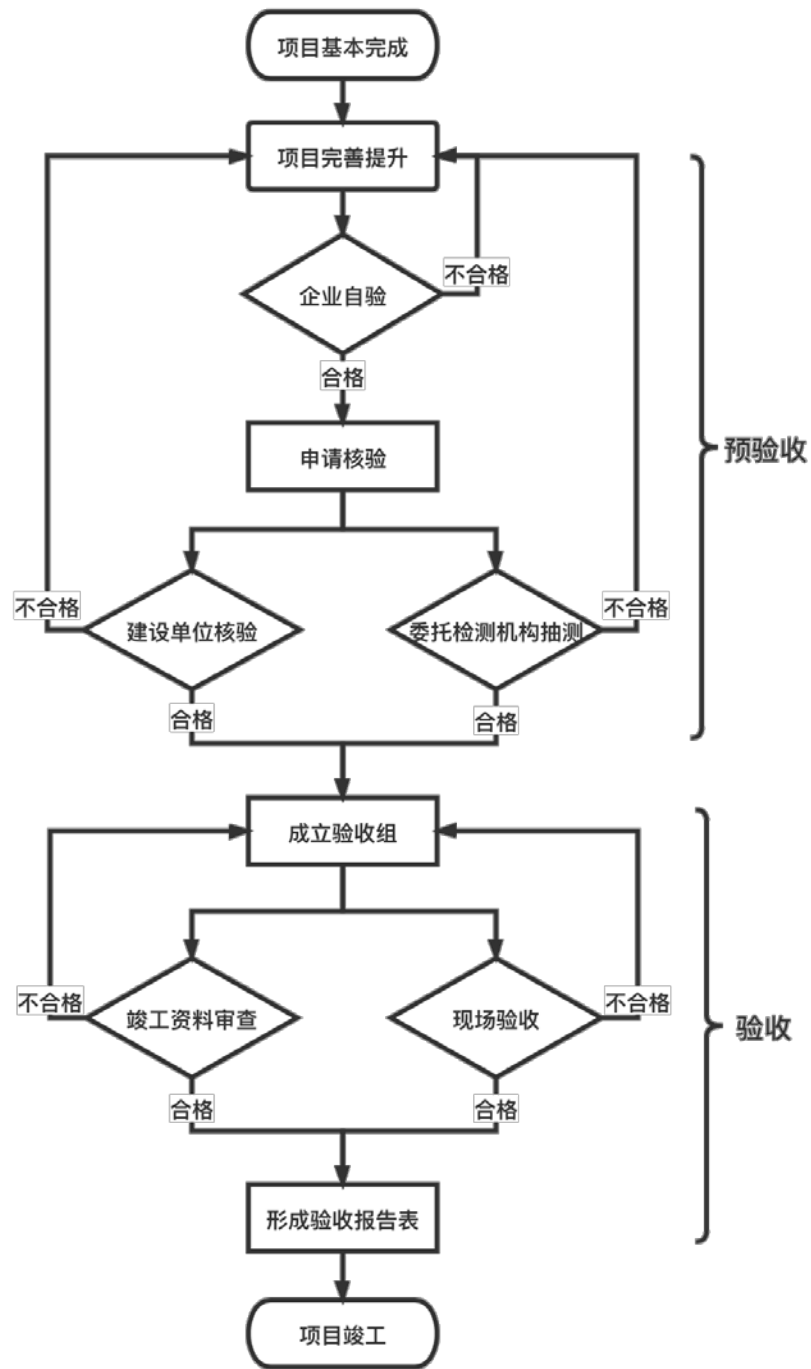 项目基本完成
项目完善提升
企业自验
不合格
合格
申请核验
预验收
不合格
建设单位核验
委托检测机构抽测
不合格
合格
合格
成立验收组
不合格
竣工资料审查
现场验收
不合格
验收
合格
合格
形成验收报告表
项目竣工